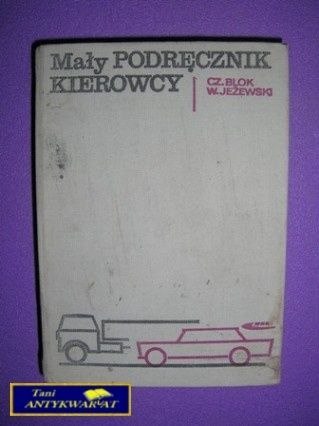 Mały PODRĘCZNIK
KIEROWCY
CZ.BLOK
W.JEŻEWSKI
Tani
ANTYKWARIAT